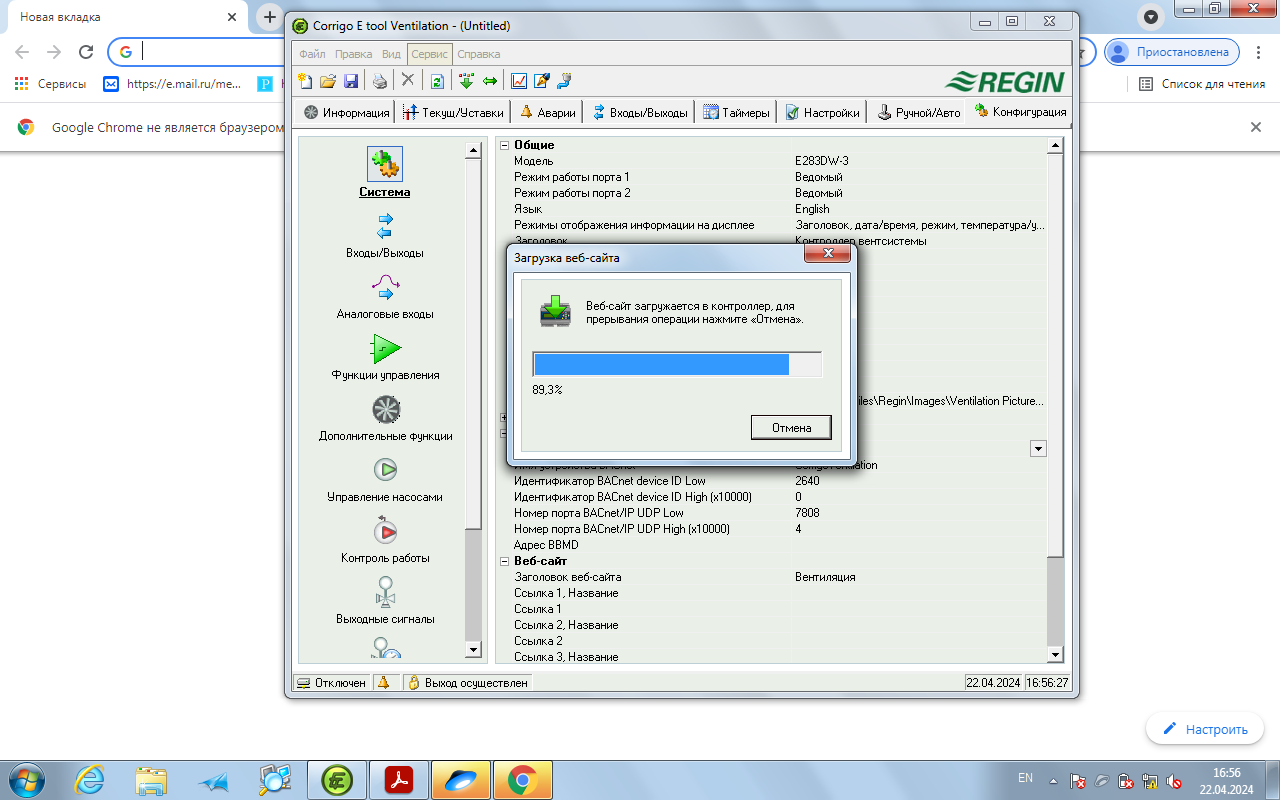 Новая вкладка
Corrigo E tool Ventilation - (Untitled)
Файл Правка Вид Сервис Справка
Приостановлена
Сервисы https://e.mail.ru/me...
Список для чтения
REGIN
Google Chrome не является браузером
Информация Текущ/Уставки Аварии Входы/Выходы Таймеры Настройки Ручной/Авто Конфигурация
Система
Входы/Выходы
Аналоговые входы
Функции управления
Дополнительные функции
Управление насосами
Контроль работы
Выходные сигналы
Общие
Модель E283DW-3
Режим работы порта 1 Ведомый
Режим работы порта 2 Ведомый
Язык English
Режимы отображения информации на дисплее Заголовок, дата/время, режим, температура/у...
Заголовок Контроллер вентсистемы
Загрузка веб-сайта
Веб-сайт загружается в контроллер, для
прерывания операции нажмите «Отмена».
89,3%
Отмена
iles\Regin\Images\Ventilation Picture...
Идентификатор BACnet device ID Low 2640
Идентификатор BACnet device ID High (x10000) 0
Номер порта BACnet/IP UDP Low 7808
Номер порта BACnet/IP UDP High (x10000) 4
Адрес BBMD
Веб-сайт
Заголовок веб-сайта Вентиляция
Ссылка 1, Название
Ссылка 1
Ссылка 2, Название
Ссылка 2
Ссылка 3, Название
Отключен Выход осуществлен 22.04.2024 16:56:27
Настроить
EN 16:56
22.04.2024